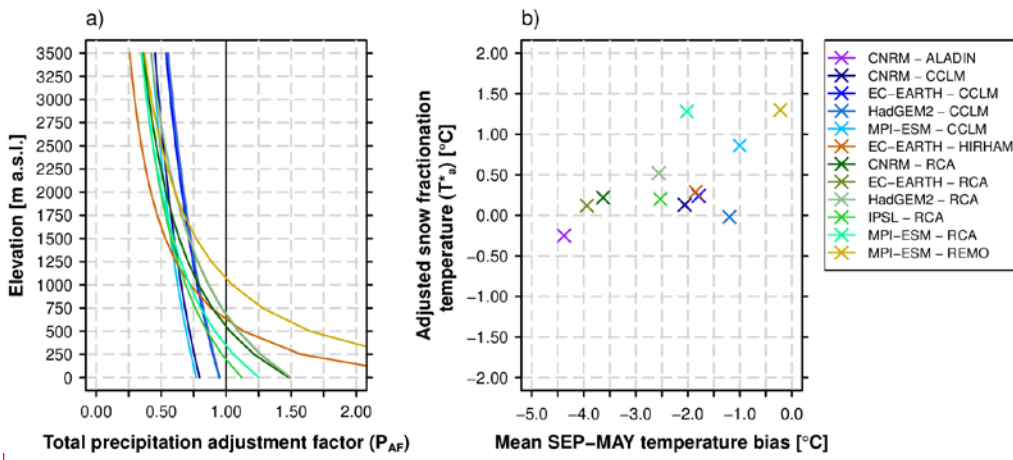 a)
Elevation [m a.s.l.]
3500
3250
3000
2750
2500
2250
2000
1750
1500
1250
1000
750
500
250
0
0.00 0.50 1.00 1.50 2.00
Total precipitation adjustment factor (P_AF)
b)
Adjusted snow fractionation
temperature (T*a) [°C]
2.00
1.50
1.00
0.50
0.00
−0.50
−1.00
−1.50
−2.00
−5.0 −4.0 −3.0 −2.0 −1.0 0.0
Mean SEP−MAY temperature bias [°C]
CNRM − ALADIN
CNRM − CCLM
EC−EARTH − CCLM
HadGEM2 − CCLM
MPI−ESM − CCLM
EC−EARTH − HIRHAM
CNRM − RCA
EC−EARTH − RCA
HadGEM2 − RCA
IPSL − RCA
MPI−ESM − RCA
MPI−ESM − REMO